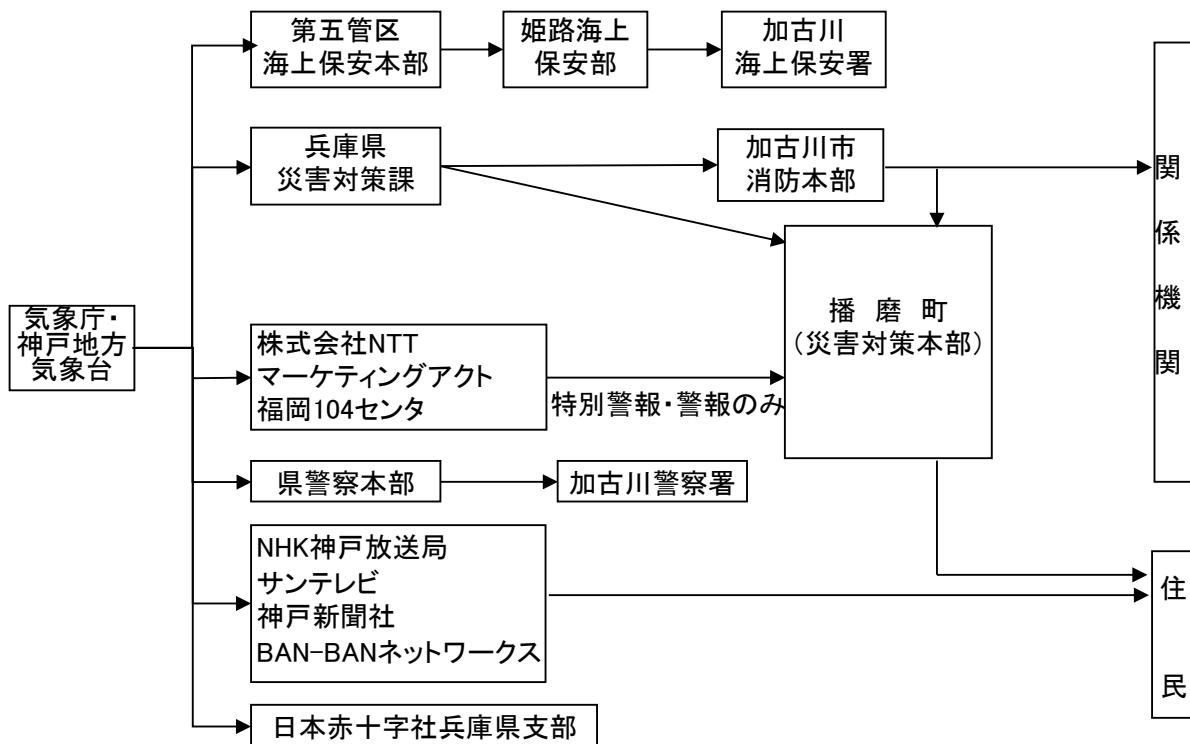 第五管区
海上保安本部
姫路海上
保安部
加古川
海上保安署
兵庫県
災害対策課
加古川市
消防本部
関係機関
播磨町
(災害対策本部)
気象庁・
神戸地方
気象台
株式会社NTT
マーケティングアクト
福岡104センタ
特別警報・警報のみ
県警察本部
加古川警察署
NHK神戸放送局
サンテレビ
神戸新聞社
BAN-BANネットワークス
住民
日本赤十字社兵庫県支部